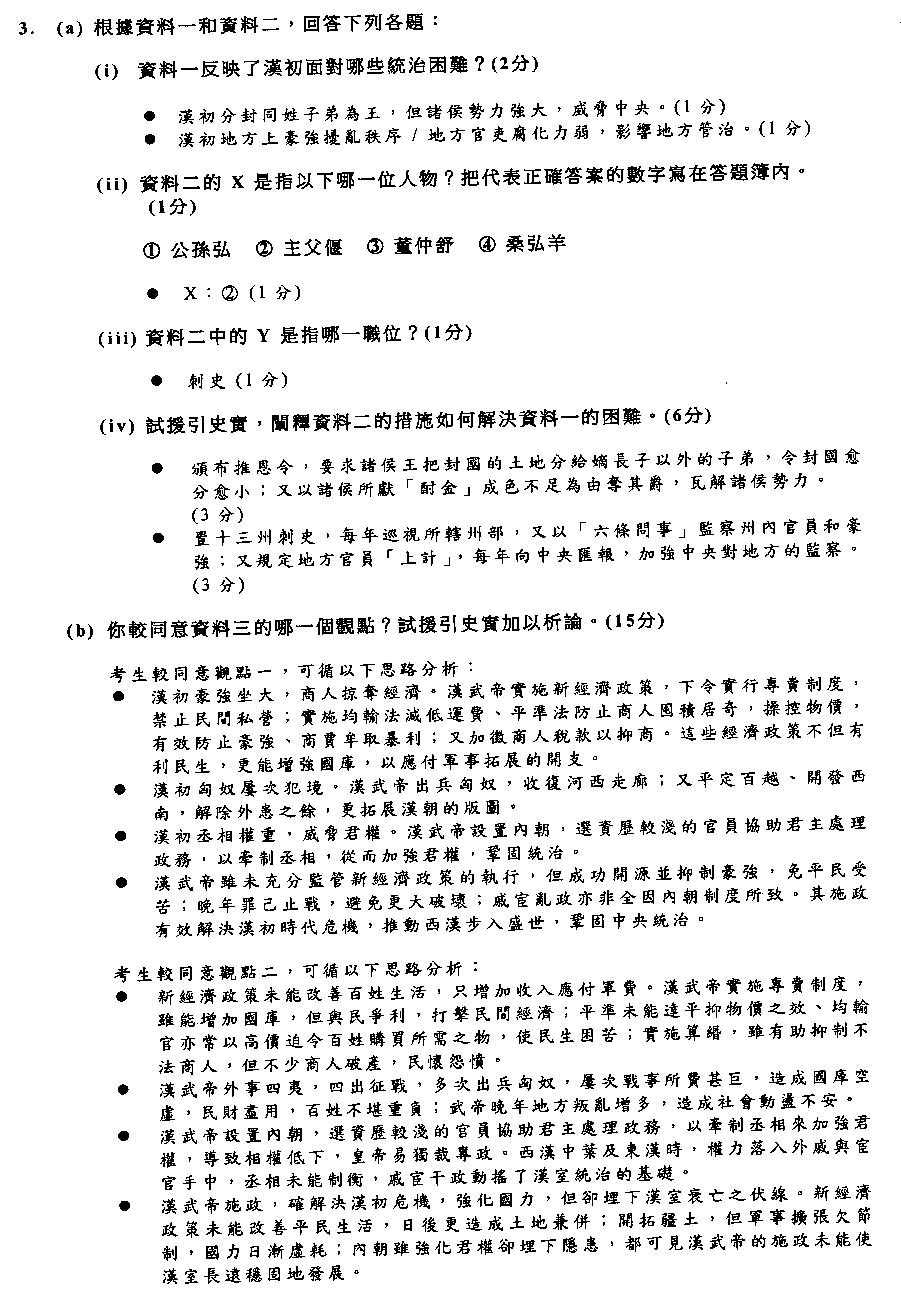 3. (a) 根據資料一和資料二，回答下列各題：
(i) 資料一反映了漢初面對哪些統治困難？(2分)
● 漢初分封同姓子弟為王，但諸侯勢力強大，威脅中央。(1 分)
● 漢初地方上豪強擾亂秩序 / 地方官吏腐化力弱，影響地方管治。(1 分)
(ii) 資料二的 X 是指以下哪一位人物？把代表正確答案的數字寫在答題簿內。
(1分)
① 公孫弘 ② 主父偃 ③ 董仲舒 ④ 桑弘羊
● X：② (1 分)
(iii) 資料二中的 Y 是指哪一職位？(1分)
● 刺史 (1 分)
(iv) 試援引史實，闡釋資料二的措施如何解決資料一的困難。(6分)
● 頒布推恩令，要求諸侯王把封國的土地分給嫡長子以外的子弟，令封國愈
分愈小；又以諸侯所獻「酎金」成色不足為由奪其爵，瓦解諸侯勢力。
(3 分)
● 置十三州刺史，每年巡視所轄州部，又以「六條問事」監察州內官員和豪
強；又規定地方官員「上計」，每年向中央匯報，加強中央對地方的監察。
(3 分)
(b) 你較同意資料三的哪一個觀點？試援引史實加以析論。(15分)
考生較同意觀點一，可循以下思路分析：
● 漢初豪強坐大，商人掠奪經濟。漢武帝實施新經濟政策，下令實行專賣制度，
禁止民間私營；實施均輸法減低運費、平準法防止商人囤積居奇，操控物價，
有效防止豪強、商賈牟取暴利；又加徵商人稅款以抑商。這些經濟政策不但有
利民生，更能增強國庫，以應付軍事拓展的開支。
● 漢初匈奴屢次犯境。漢武帝出兵匈奴，收復河西走廊；又平定百越、開發西
南，解除外患之餘，更拓展漢朝的版圖。
● 漢初丞相權重，威脅君權。漢武帝設置內朝，選資歷較淺的官員協助君主處理
政務，以牽制丞相，從而加強君權，鞏固統治。
● 漢武帝雖未充分監管新經濟政策的執行，但成功開源並抑制豪強，免平民受
苦；晚年罪己止戰，避免更大破壞；戚宦亂政亦非全因內朝制度所致。其施政
有效解決漢初時代危機，推動西漢步入盛世，鞏固中央統治。
考生較同意觀點二，可循以下思路分析：
● 新經濟政策未能改善百姓生活，只增加收入應付軍費。漢武帝實施專賣制度，
雖能增加國庫，但與民爭利，打擊民間經濟；平準未能達平抑物價之效、均輸
官亦常以高價迫令百姓購買所需之物，使民生困苦；實施算緡，雖有助抑制不
法商人，但不少商人破產，民懷怨憤。
● 漢武帝外事四夷，四出征戰，多次出兵匈奴，屢次戰事所費甚巨，造成國庫空
虛，民財盡用，百姓不堪重負；武帝晚年地方叛亂增多，造成社會動盪不安。
● 漢武帝設置內朝，選資歷較淺的官員協助君主處理政務，以牽制丞相來加強君
權，導致相權低下，皇帝易獨裁專政。西漢中葉及東漢時，權力落入外戚與宦
官手中，丞相未能制衡，戚宦干政動搖了漢室統治的基礎。
● 漢武帝施政，確解決漢初危機，強化國力，但卻埋下漢室衰亡之伏線。新經濟
政策未能改善平民生活，日後更造成土地兼併；開拓疆土，但軍事擴張欠節
制，國力日漸虛耗；內朝雖強化君權卻埋下隱患，都可見漢武帝的施政未能使
漢室長遠穩固地發展。